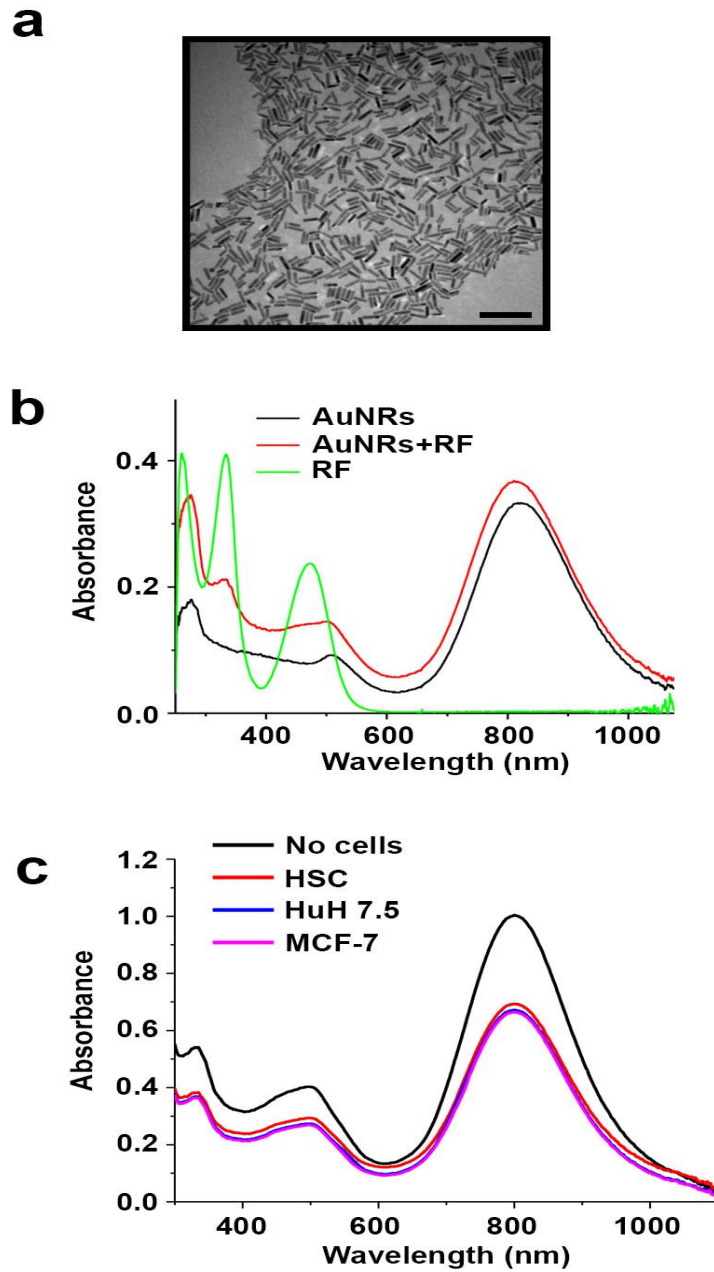 a
b
AuNRs
AuNRs+RF
RF
0.4
0.2
0.0
Absorbance
400
600
800
1000
Wavelength (nm)
c
No cells
HSC
HuH 7.5
MCF-7
1.2
1.0
0.8
0.6
0.4
0.2
0.0
Absorbance
400
600
800
1000
Wavelength (nm)